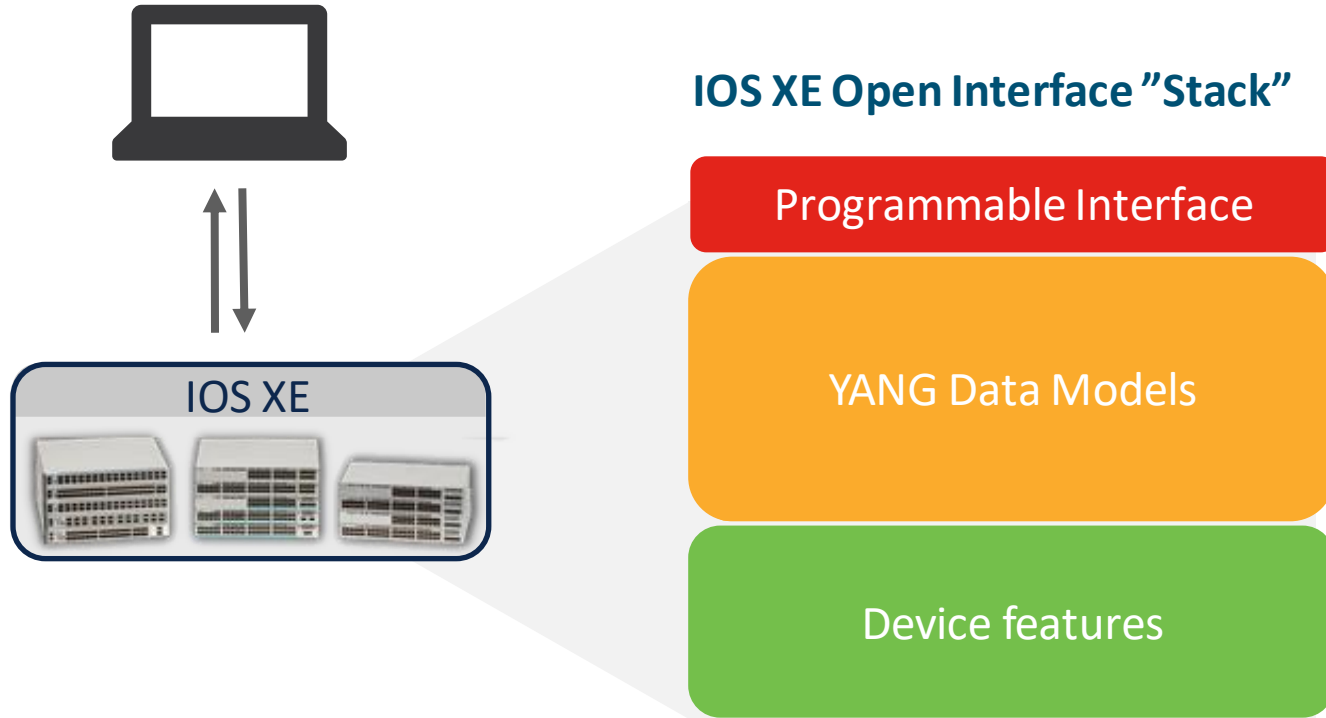 IOS XE Open Interface ”Stack”
Programmable Interface
YANG Data Models
Device features
IOS XE